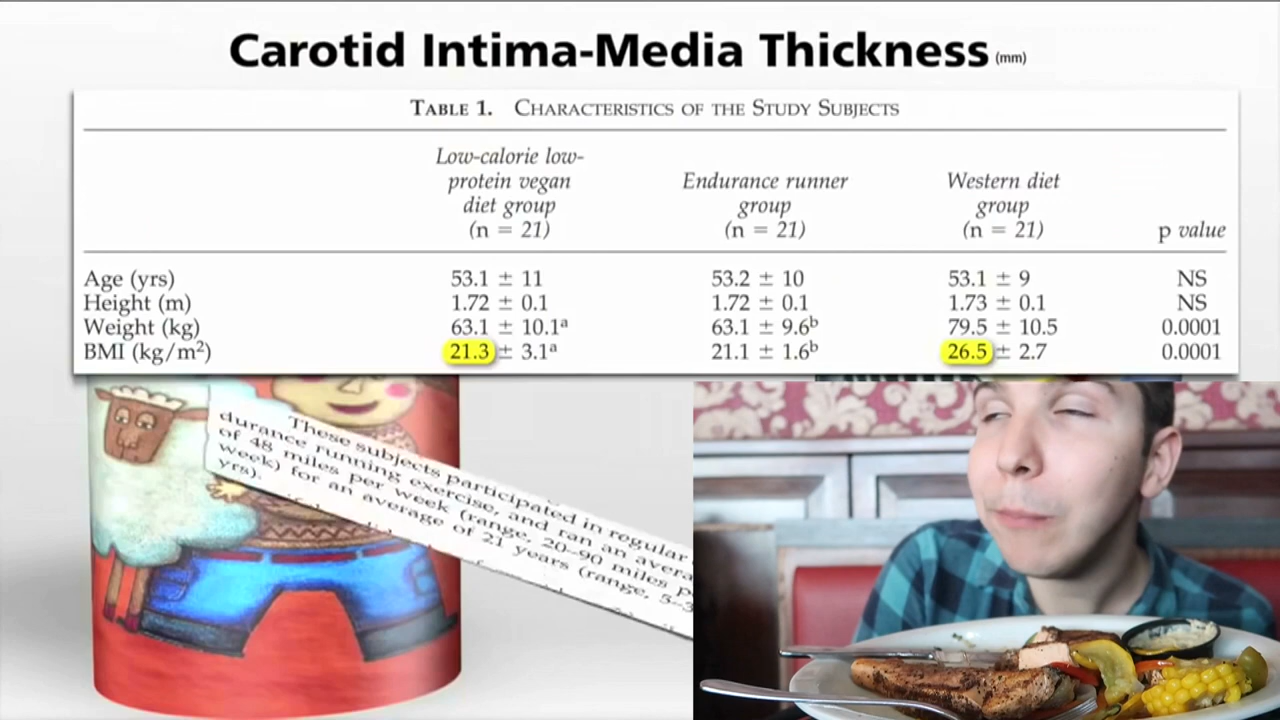 Carotid Intima-Media Thickness (mm)
TABLE 1. CHARACTERISTICS OF THE STUDY SUBJECTS
Low-calorie low-
protein vegan
diet group
(n = 21)
Endurance runner
group
(n = 21)
Western diet
group
(n = 21)
p value
Age (yrs) 53.1 ± 11 53.2 ± 10 53.1 ± 9 NS
Height (m) 1.72 ± 0.1 1.72 ± 0.1 1.73 ± 0.1 NS
Weight (kg) 63.1 ± 10.1ᵃ 63.1 ± 9.6ᵇ 79.5 ± 10.5 0.0001
BMI (kg/m²) 21.3 ± 3.1ᵃ 21.1 ± 1.6ᵇ 26.5 ± 2.7 0.0001
These subjects participated in regular
durance running exercise, and ran an avera
of 48 miles per week (range, 20–90 miles p
week) for an average of 21 years (range, 5–3
yrs).